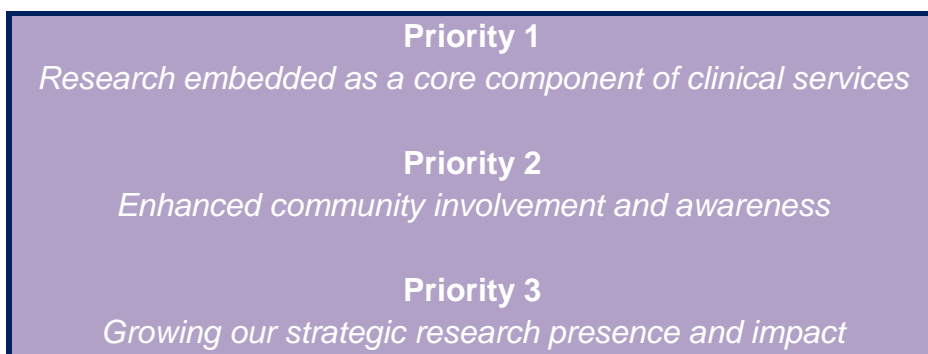 Priority 1
Research embedded as a core component of clinical services
Priority 2
Enhanced community involvement and awareness
Priority 3
Growing our strategic research presence and impact